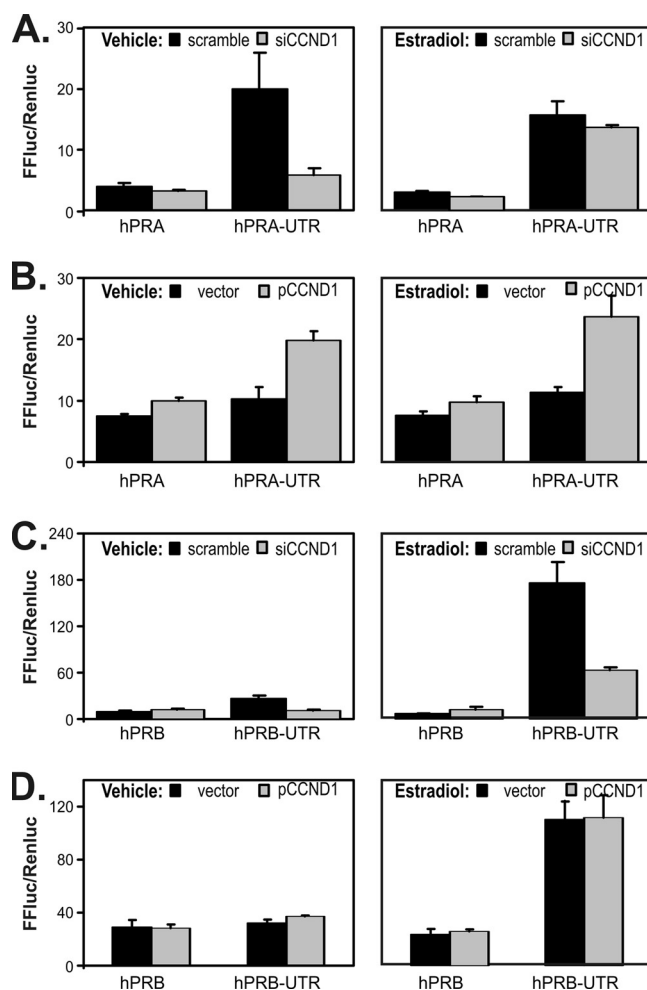 A.
Vehicle: scramble siCCND1
Estradiol: scramble siCCND1
FFluc/Renluc
30
20
10
0
hPRA hPRA-UTR
hPRA hPRA-UTR
B.
Vehicle: vector pCCND1
Estradiol: vector pCCND1
FFluc/Renluc
30
20
10
0
hPRA hPRA-UTR
hPRA hPRA-UTR
C.
Vehicle: scramble siCCND1
Estradiol: scramble siCCND1
FFluc/Renluc
240
180
120
60
0
hPRB hPRB-UTR
hPRB hPRB-UTR
D.
Vehicle: vector pCCND1
Estradiol: vector pCCND1
FFluc/Renluc
120
80
40
0
hPRB hPRB-UTR
hPRB hPRB-UTR